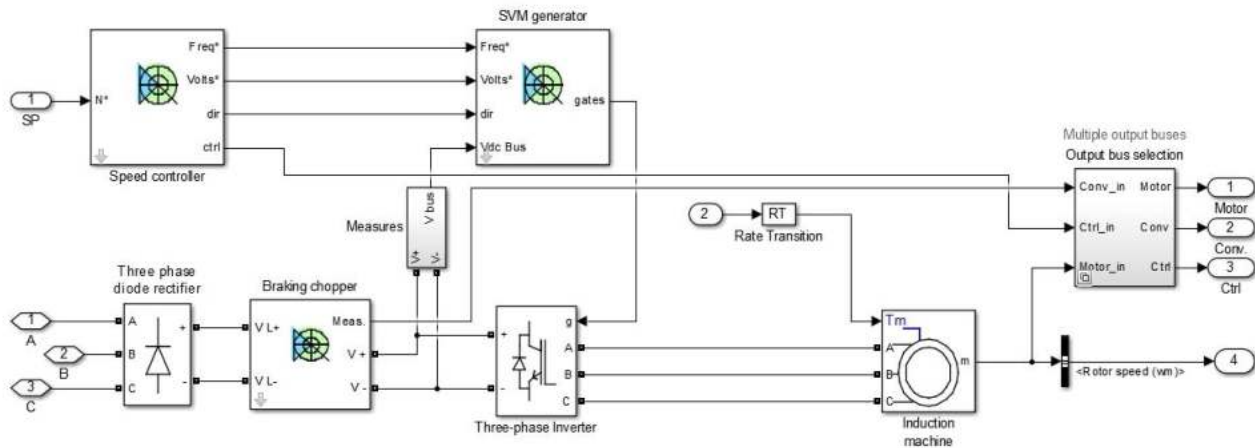 SVM generator
Freq*
Volts*
dir
ctrl
N*
1
SP
Speed controller
Freq*
Volts*
dir
Vdc Bus
gates
Multiple output buses
Output bus selection
Conv_in
Ctrl_in
Motor_in
Motor
Conv
Ctrl
1
Motor
2
Conv.
3
Ctrl
Measures
V bus
V+
V-
2
RT
Rate Transition
Three phase
diode rectifier
A
B
C
+
-
1
A
2
B
3
C
Braking chopper
V L+
V L-
Meas.
V +
V -
+
-
g
A
B
C
Three-phase Inverter
Tm
A
B
C
m
Induction
machine
<Rotor speed (wm)>
4